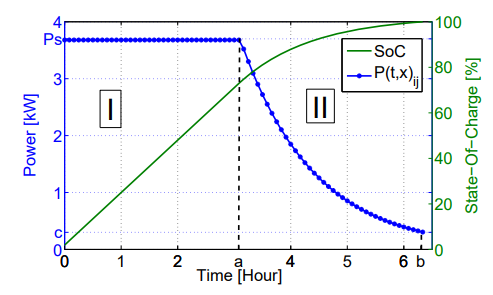 4
Ps
3
2
1
c
0
Power [kW]
I
II
SoC
P(t,x)ij
100
80
60
40
20
0
State−Of−Charge [%]
0 1 2 a 4 5 6 b
Time [Hour]